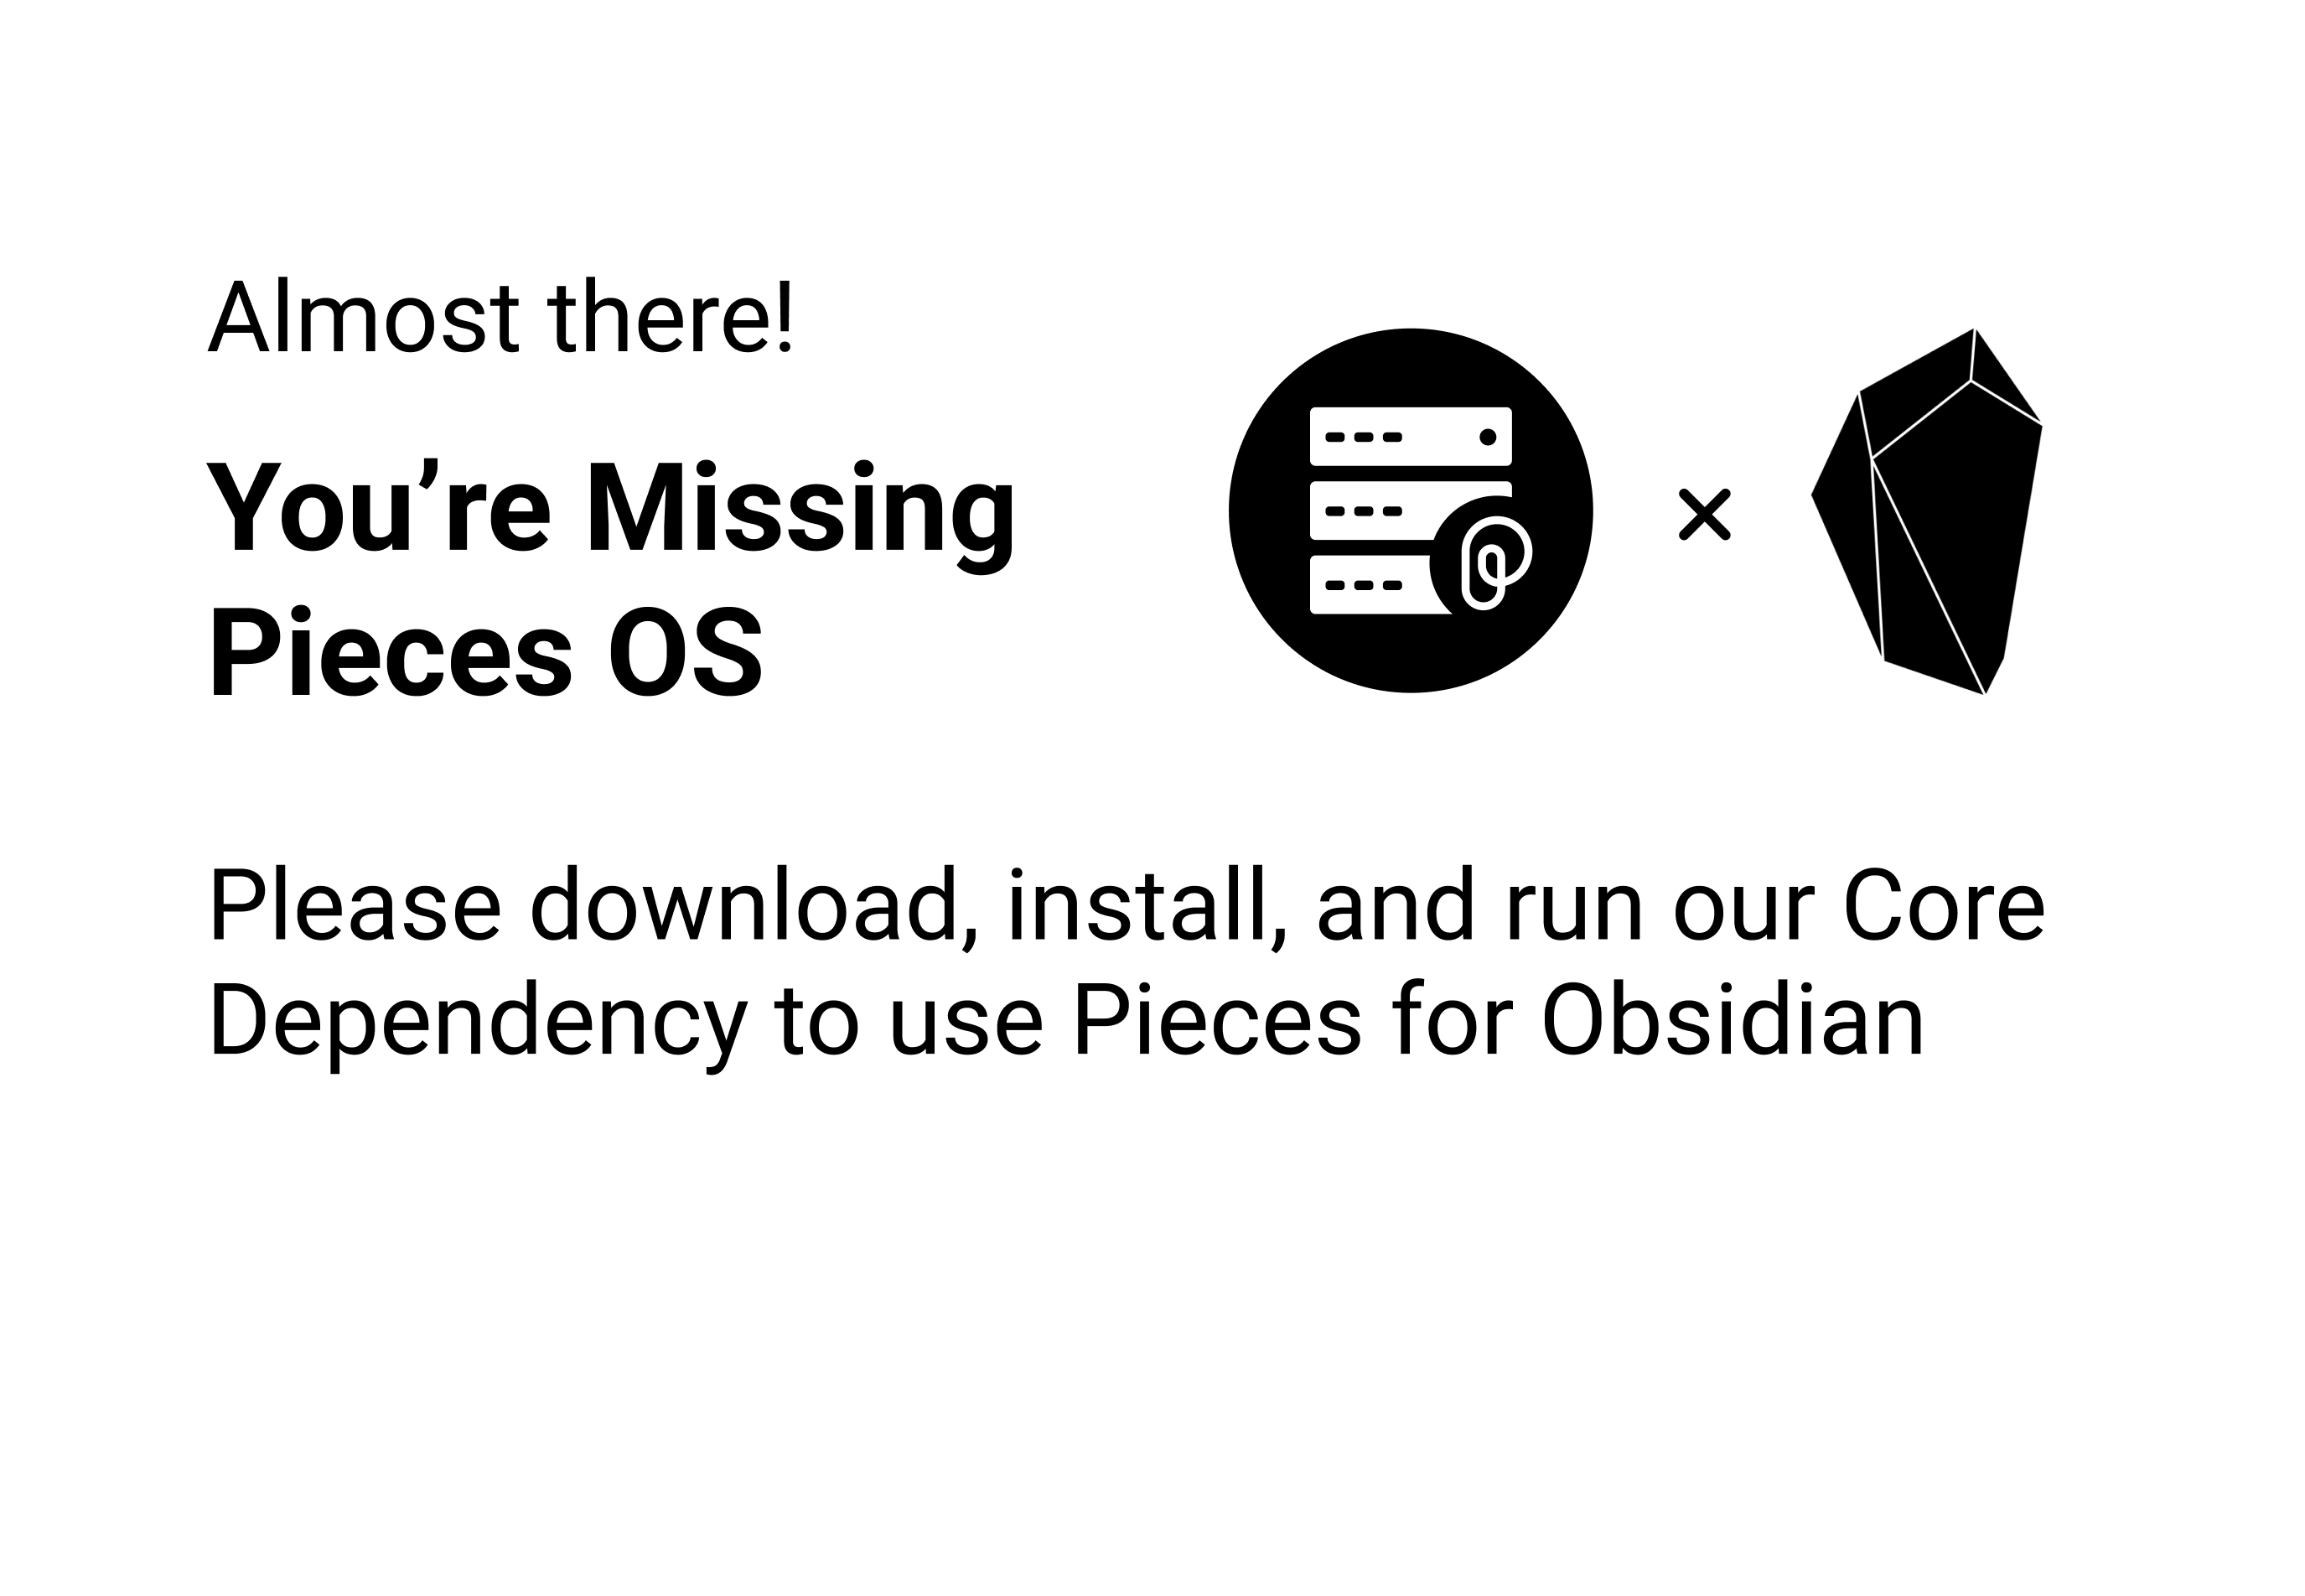 Almost there!
You’re Missing
Pieces OS
Please download, install, and run our Core
Dependency to use Pieces for Obsidian